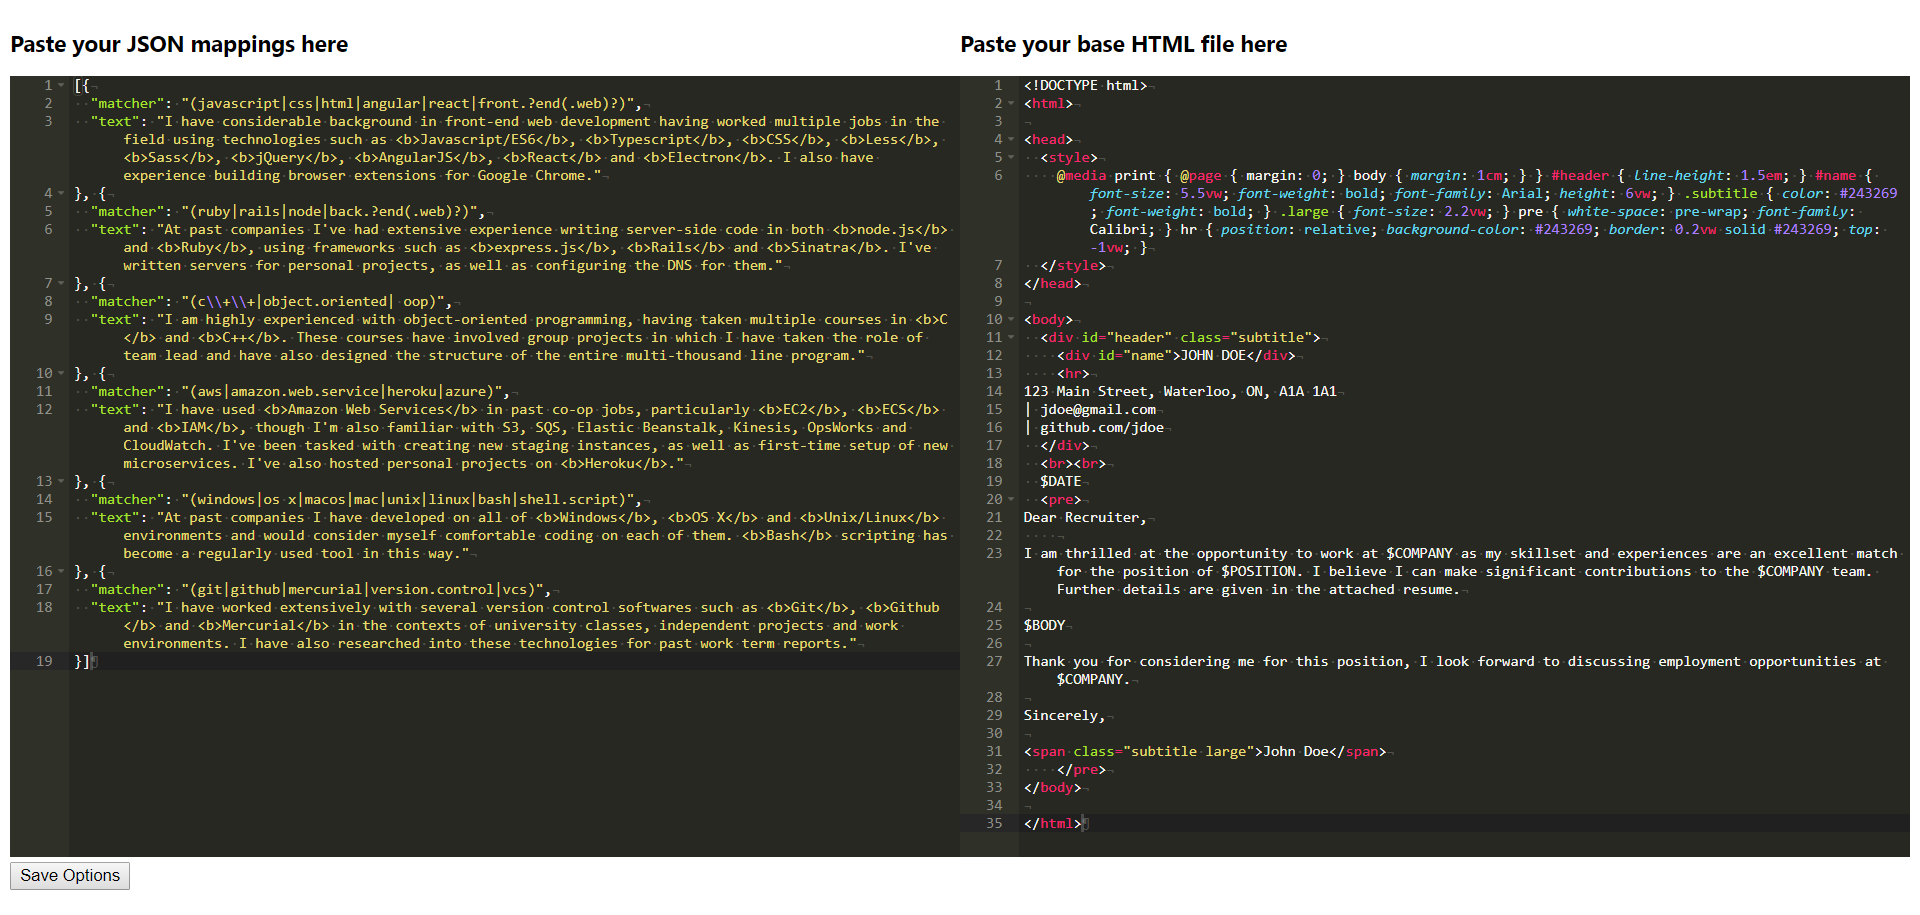 Paste your JSON mappings here
1 [{
2 "matcher": "(javascript|css|html|angular|react|front.?end(.web)?)",
3 "text": "I have considerable background in front-end web development having worked multiple jobs in the
field using technologies such as <b>Javascript/ES6</b>, <b>Typescript</b>, <b>CSS</b>, <b>Less</b>,
<b>Sass</b>, <b>jQuery</b>, <b>AngularJS</b>, <b>React</b> and <b>Electron</b>. I also have
experience building browser extensions for Google Chrome."
4 }, {
5 "matcher": "(ruby|rails|node|back.?end(.web)?)",
6 "text": "At past companies I've had extensive experience writing server-side code in both <b>node.js</b>
and <b>Ruby</b>, using frameworks such as <b>express.js</b>, <b>Rails</b> and <b>Sinatra</b>. I've
written servers for personal projects, as well as configuring the DNS for them."
7 }, {
8 "matcher": "(c\\+\\+|object.oriented| oop)",
9 "text": "I am highly experienced with object-oriented programming, having taken multiple courses in <b>C
</b> and <b>C++</b>. These courses have involved group projects in which I have taken the role of
team lead and have also designed the structure of the entire multi-thousand line program."
10 }, {
11 "matcher": "(aws|amazon.web.service|heroku|azure)",
12 "text": "I have used <b>Amazon Web Services</b> in past co-op jobs, particularly <b>EC2</b>, <b>ECS</b>
and <b>IAM</b>, though I'm also familiar with S3, SQS, Elastic Beanstalk, Kinesis, OpsWorks and
CloudWatch. I've been tasked with creating new staging instances, as well as first-time setup of new
microservices. I've also hosted personal projects on <b>Heroku</b>."
13 }, {
14 "matcher": "(windows|os x|macos|mac|unix|linux|bash|shell.script)",
15 "text": "At past companies I have developed on all of <b>Windows</b>, <b>OS X</b> and <b>Unix/Linux</b>
environments and would consider myself comfortable coding on each of them. <b>Bash</b> scripting has
become a regularly used tool in this way."
16 }, {
17 "matcher": "(git|github|mercurial|version.control|vcs)",
18 "text": "I have worked extensively with several version control softwares such as <b>Git</b>, <b>Github
</b> and <b>Mercurial</b> in the contexts of university classes, independent projects and work
environments. I have also researched into these technologies for past work term reports."
19 }]
Paste your base HTML file here
1 <!DOCTYPE html>
2 <html>
3
4 <head>
5 <style>
6 @media print { @page { margin: 0; } body { margin: 1cm; } } #header { line-height: 1.5em; } #name {
font-size: 5.5vw; font-weight: bold; font-family: Arial; height: 6vw; } .subtitle { color: #243269
; font-weight: bold; } .large { font-size: 2.2vw; } pre { white-space: pre-wrap; font-family:
Calibri; } hr { position: relative; background-color: #243269; border: 0.2vw solid #243269; top:
-1vw; }
7 </style>
8 </head>
9
10 <body>
11 <div id="header" class="subtitle">
12 <div id="name">JOHN DOE</div>
13 <hr>
14 123 Main Street, Waterloo, ON, A1A 1A1
15 | jdoe@gmail.com
16 | github.com/jdoe
17 </div>
18 <br><br>
19 $DATE
20 <pre>
21 Dear Recruiter,
22
23 I am thrilled at the opportunity to work at $COMPANY as my skillset and experiences are an excellent match
for the position of $POSITION. I believe I can make significant contributions to the $COMPANY team.
Further details are given in the attached resume.
24
25 $BODY
26
27 Thank you for considering me for this position, I look forward to discussing employment opportunities at
$COMPANY.
28
29 Sincerely,
30
31 <span class="subtitle large">John Doe</span>
32 </pre>
33 </body>
34
35 </html>
Save Options